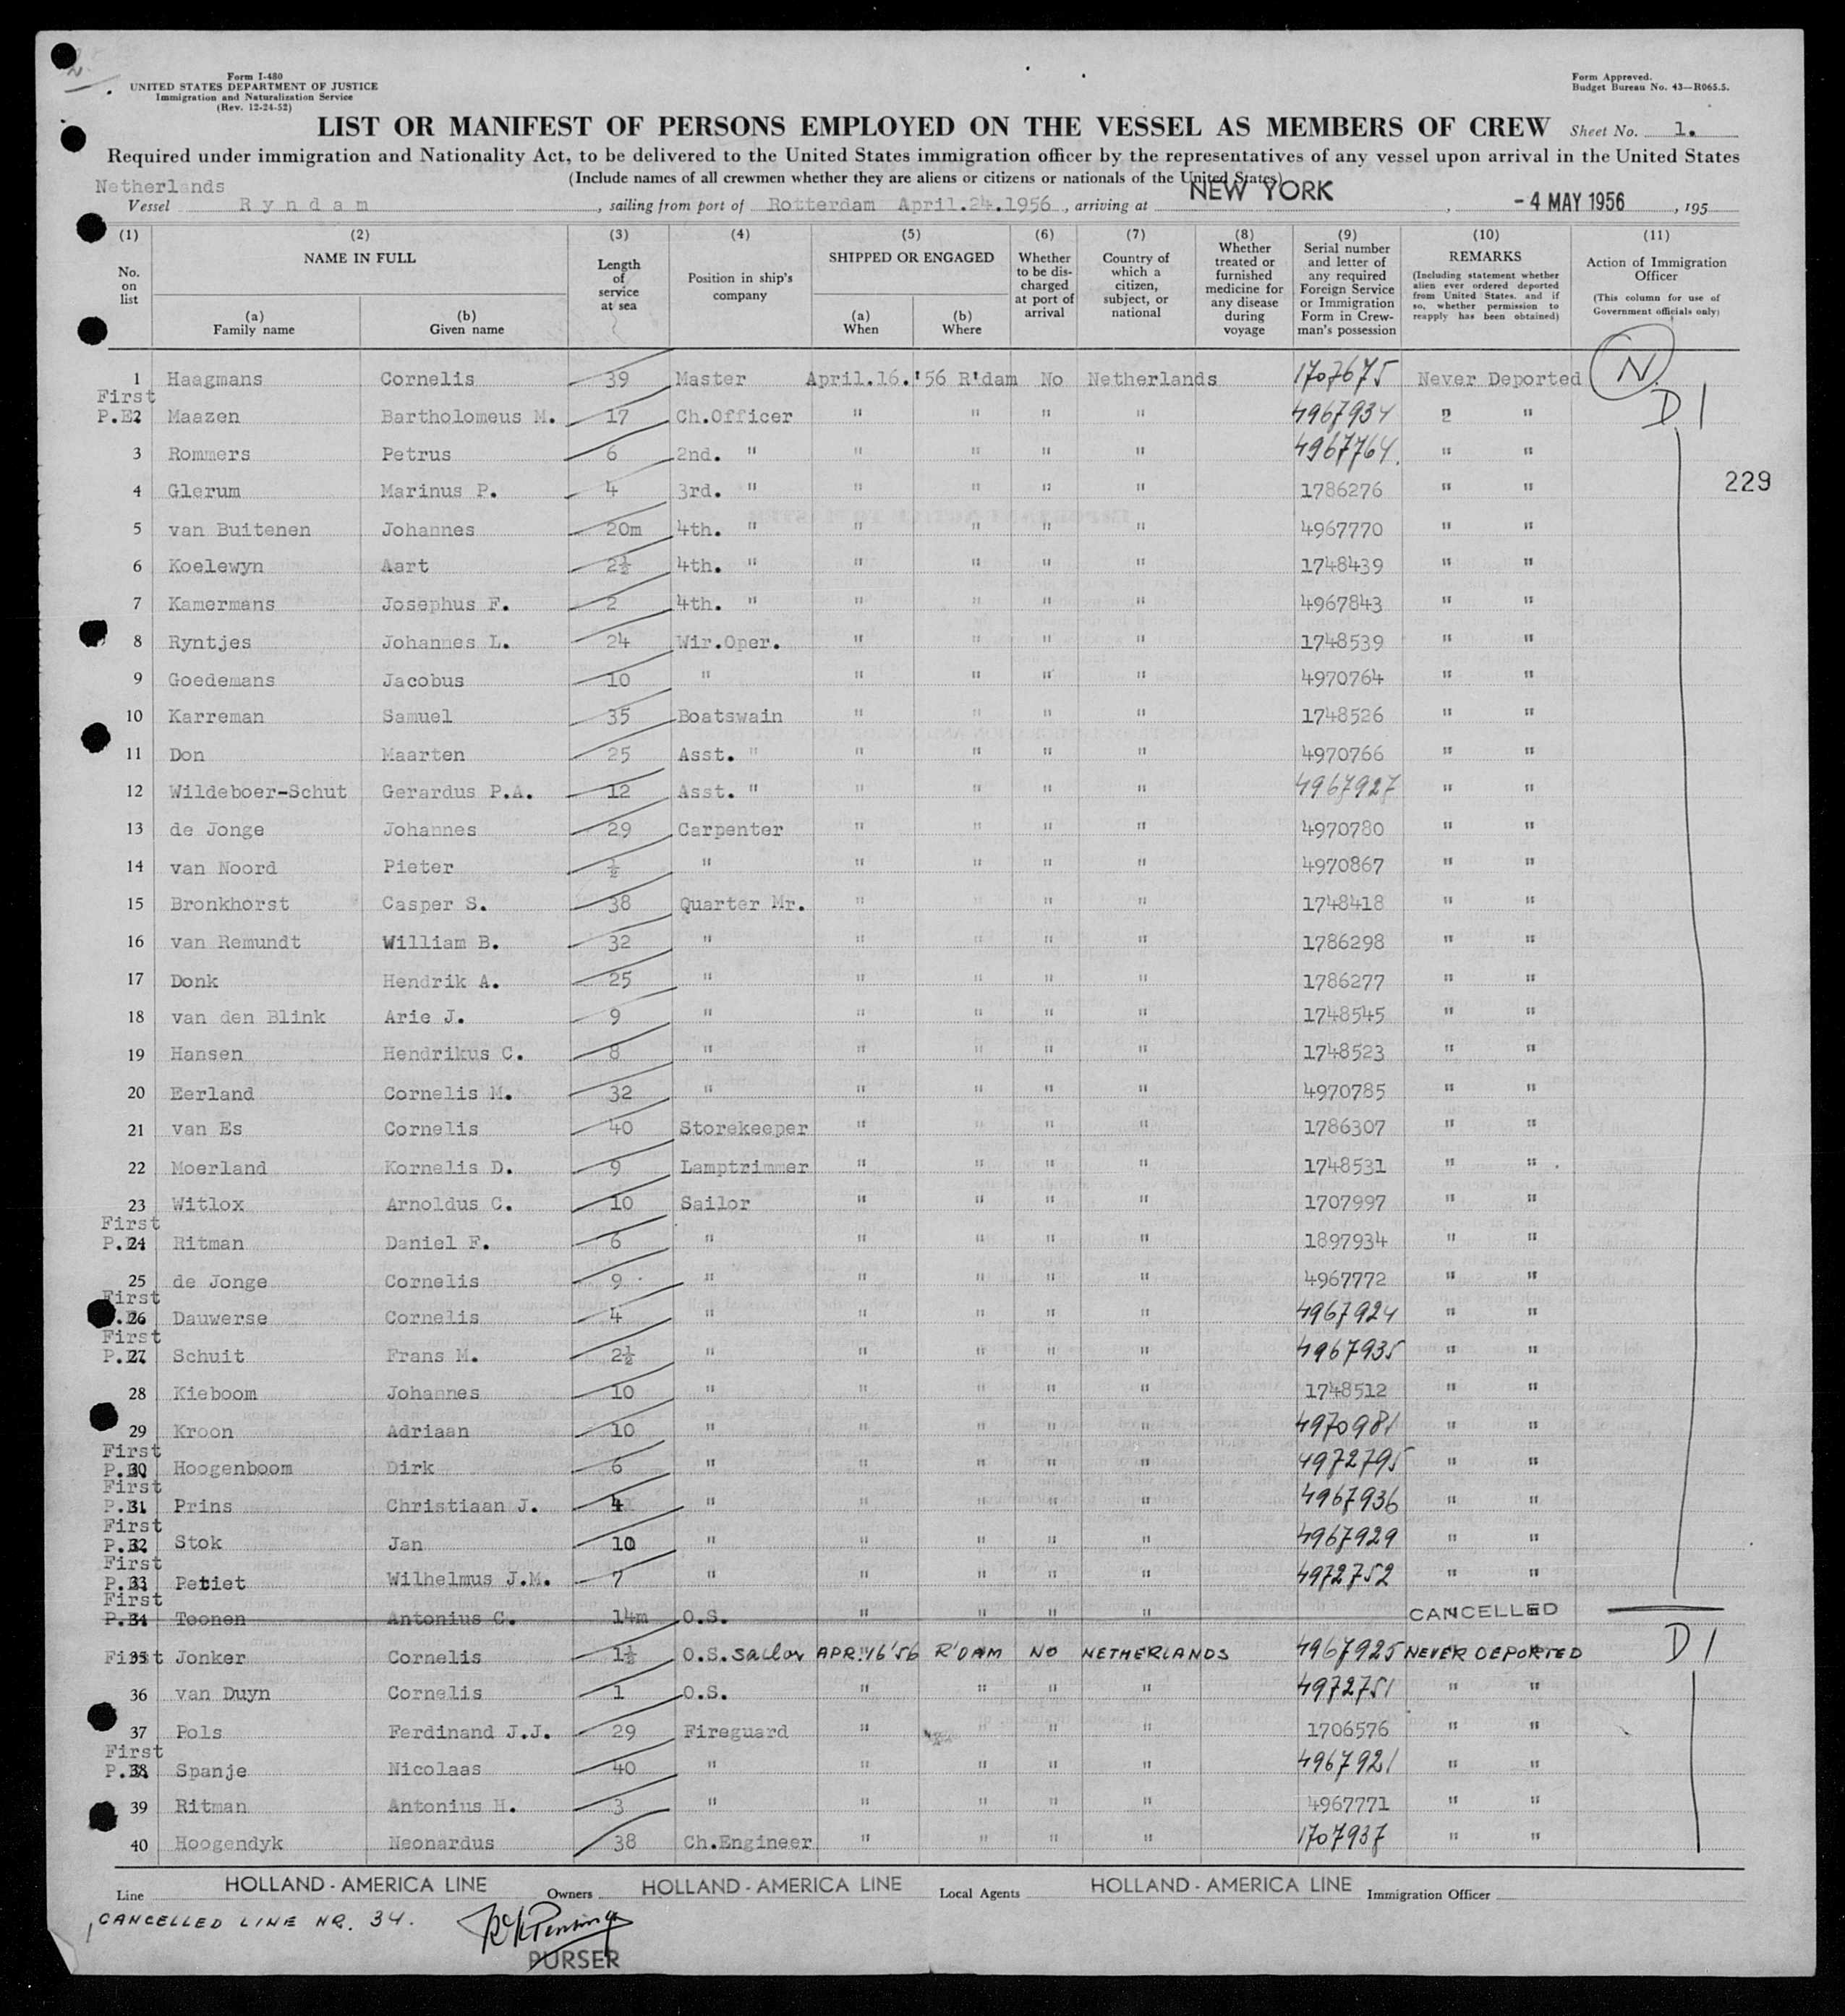 Form I-480
UNITED STATES DEPARTMENT OF JUSTICE
Immigration and Naturalization Service
(Rev. 12-24-52)
Form Approved.
Budget Bureau No. 43—R065.5.
LIST OR MANIFEST OF PERSONS EMPLOYED ON THE VESSEL AS MEMBERS OF CREW Sheet No. 1.
Required under immigration and Nationality Act, to be delivered to the United States immigration officer by the representatives of any vessel upon arrival in the United States
(Include names of all crewmen whether they are aliens or citizens or nationals of the United States)
Netherlands
Vessel Ryndam, sailing from port of Rotterdam April.24.1956, arriving at NEW YORK, - 4 MAY 1956, 195
(1) (2) (3) (4) (5) (6) (7) (8) (9) (10) (11)
No. on list
NAME IN FULL
(a) Family name
(b) Given name
Length of service at sea
Position in ship's company
SHIPPED OR ENGAGED
(a) When
(b) Where
Whether to be discharged at port of arrival
Country of which a citizen, subject, or national
Whether treated or furnished medicine for any disease during voyage
Serial number and letter of any required Foreign Service or Immigration Form in Crewman's possession
REMARKS
(Including statement whether alien ever ordered deported from United States, and if so, whether permission to reapply has been obtained)
Action of Immigration Officer
(This column for use of Government officials only)
1 Haagmans Cornelis 39 Master April.16.'56 R'dam No Netherlands 1707675 Never Deported N.
First P.E. 2 Maazen Bartholomeus M. 17 Ch.Officer " " " " 4967934 " " D 1
3 Rommers Petrus 6 2nd. " " " " " 4967764. " "
229
4 Glerum Marinus P. 4 3rd. " " " " " 1786276 " "
5 van Buitenen Johannes 20m 4th. " " " " " 4967770 " "
6 Koelewyn Aart 2½ 4th. " " " " " 1748439 " "
7 Kamermans Josephus F. 2 4th. " " " " " 4967843 " "
8 Ryntjes Johannes L. 24 Wir.Oper. " " " " 1748539 " "
9 Goedemans Jacobus 10 " " " " " 4970764 " "
10 Karreman Samuel 35 Boatswain " " " " 1748526 " "
11 Don Maarten 25 Asst. " " " " " 4970766 " "
12 Wildeboer-Schut Gerardus P.A. 12 Asst. " " " " " 4967927 " "
13 de Jonge Johannes 29 Carpenter " " " " 4970780 " "
14 van Noord Pieter ½ " " " " " 4970867 " "
15 Bronkhorst Casper S. 38 Quarter Mr. " " " " 1748418 " "
16 van Remundt William B. 32 " " " " " 1786298 " "
17 Donk Hendrik A. 25 " " " " " 1786277 " "
18 van den Blink Arie J. 9 " " " " " 1748545 " "
19 Hansen Hendrikus C. 8 " " " " " 1748523 " "
20 Eerland Cornelis M. 32 " " " " " 4970785 " "
21 van Es Cornelis 40 Storekeeper " " " " 1786307 " "
22 Moerland Kornelis D. 9 Lamptrimmer " " " " 1748531 " "
23 Witlox Arnoldus C. 10 Sailor " " " " 1707997 " "
First P.E. 24 Ritman Daniel F. 6 " " " " " 1897934 " "
25 de Jonge Cornelis 9 " " " " " 4967772 " "
First 26 Dauwerse Cornelis 4 " " " " " 4967924 " "
First P.E. 27 Schuit Frans M. 2½ " " " " " 4967935 " "
28 Kieboom Johannes 10 " " " " " 1748512 " "
29 Kroon Adriaan 10 " " " " " 4970981 " "
First P.E. 30 Hoogenboom Dirk 6 " " " " " 4972795 " "
First P.E. 31 Prins Christiaan J. 4 " " " " " 4967936 " "
First P.E. 32 Stok Jan 10 " " " " " 4967929 " "
First P.E. 33 Petiet Wilhelmus J.M. 7 " " " " " 4972752 " "
First P.E. 34 Toonen Antonius C. 14m O.S. " " " " CANCELLED
First 35 Jonker Cornelis 1½ O.S. Sailor APR. 16 '56 R'DAM NO NETHERLANDS 4967925 NEVER DEPORTED D 1
36 van Duyn Cornelis 1 O.S. " " " " 4972751 " "
37 Pols Ferdinand J.J. 29 Fireguard " " " " 1706576 " "
First P.E. 38 Spanje Nicolaas 40 " " " " " 4967921 " "
39 Ritman Antonius H. 3 " " " " " 4967771 " "
40 Hoogendyk Neonardus 38 Ch.Engineer " " " " 1707937 " "
Line HOLLAND - AMERICA LINE Owners HOLLAND - AMERICA LINE Local Agents HOLLAND - AMERICA LINE Immigration Officer
CANCELLED LINE NR. 34.
PURSER